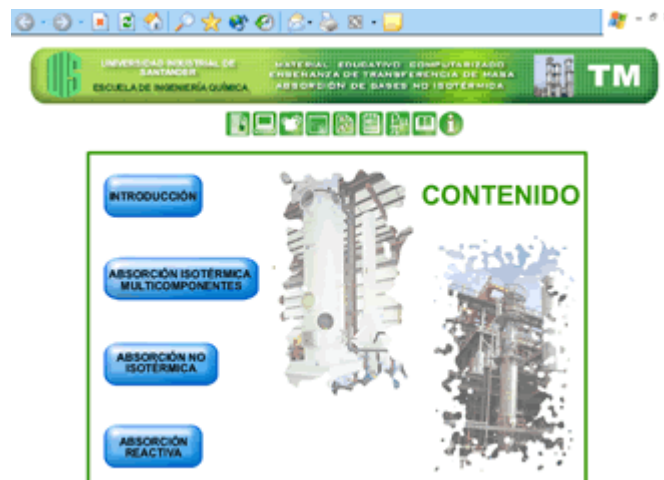 UNIVERSIDAD INDUSTRIAL DE
SANTANDER
ESCUELA DE INGENIERÍA QUÍMICA
MATERIAL EDUCATIVO COMPUTARIZADO
ENSEÑANZA DE TRANSFERENCIA DE MASA
ABSORCIÓN DE GASES NO ISOTÉRMICA
TM
CONTENIDO
INTRODUCCIÓN
ABSORCIÓN ISOTÉRMICA
MULTICOMPONENTES
ABSORCIÓN NO
ISOTÉRMICA
ABSORCIÓN
REACTIVA